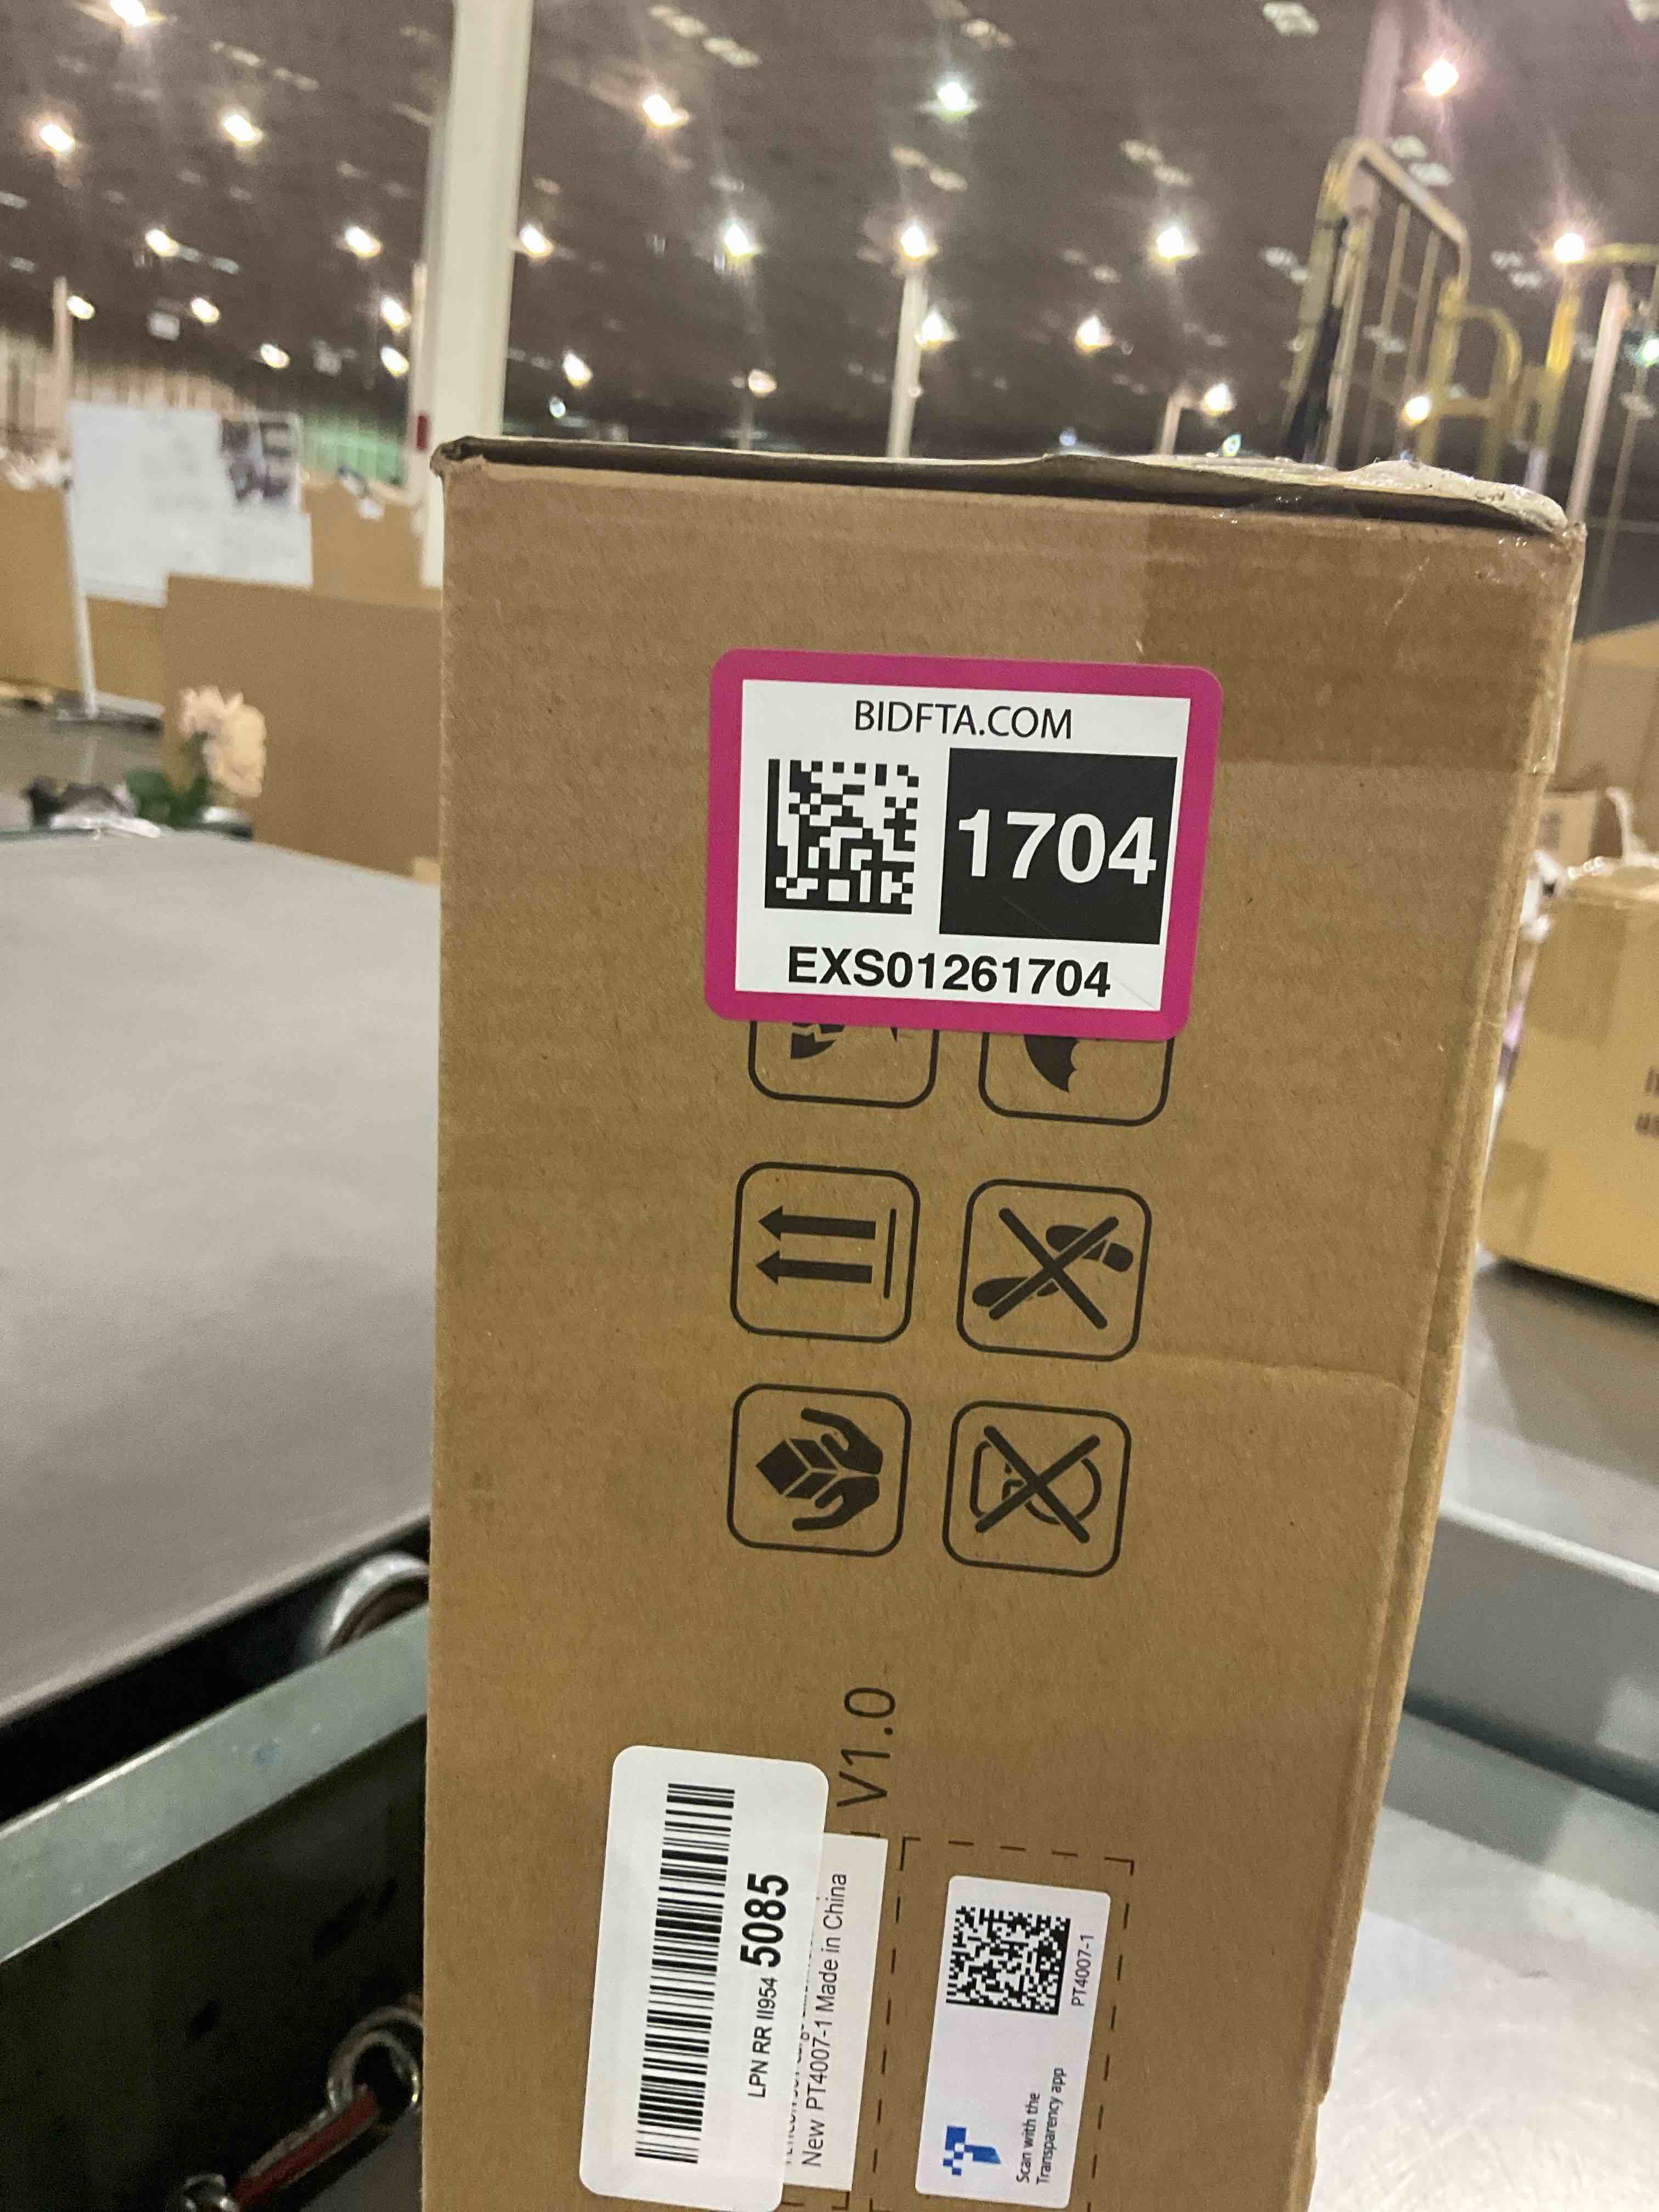 BIDFTA.COM
1704
EXS01261704
V1.0
LPN RR II954 5085
New PT4007-1 Made in China
PT4007-1
Scan with the
Transparency app